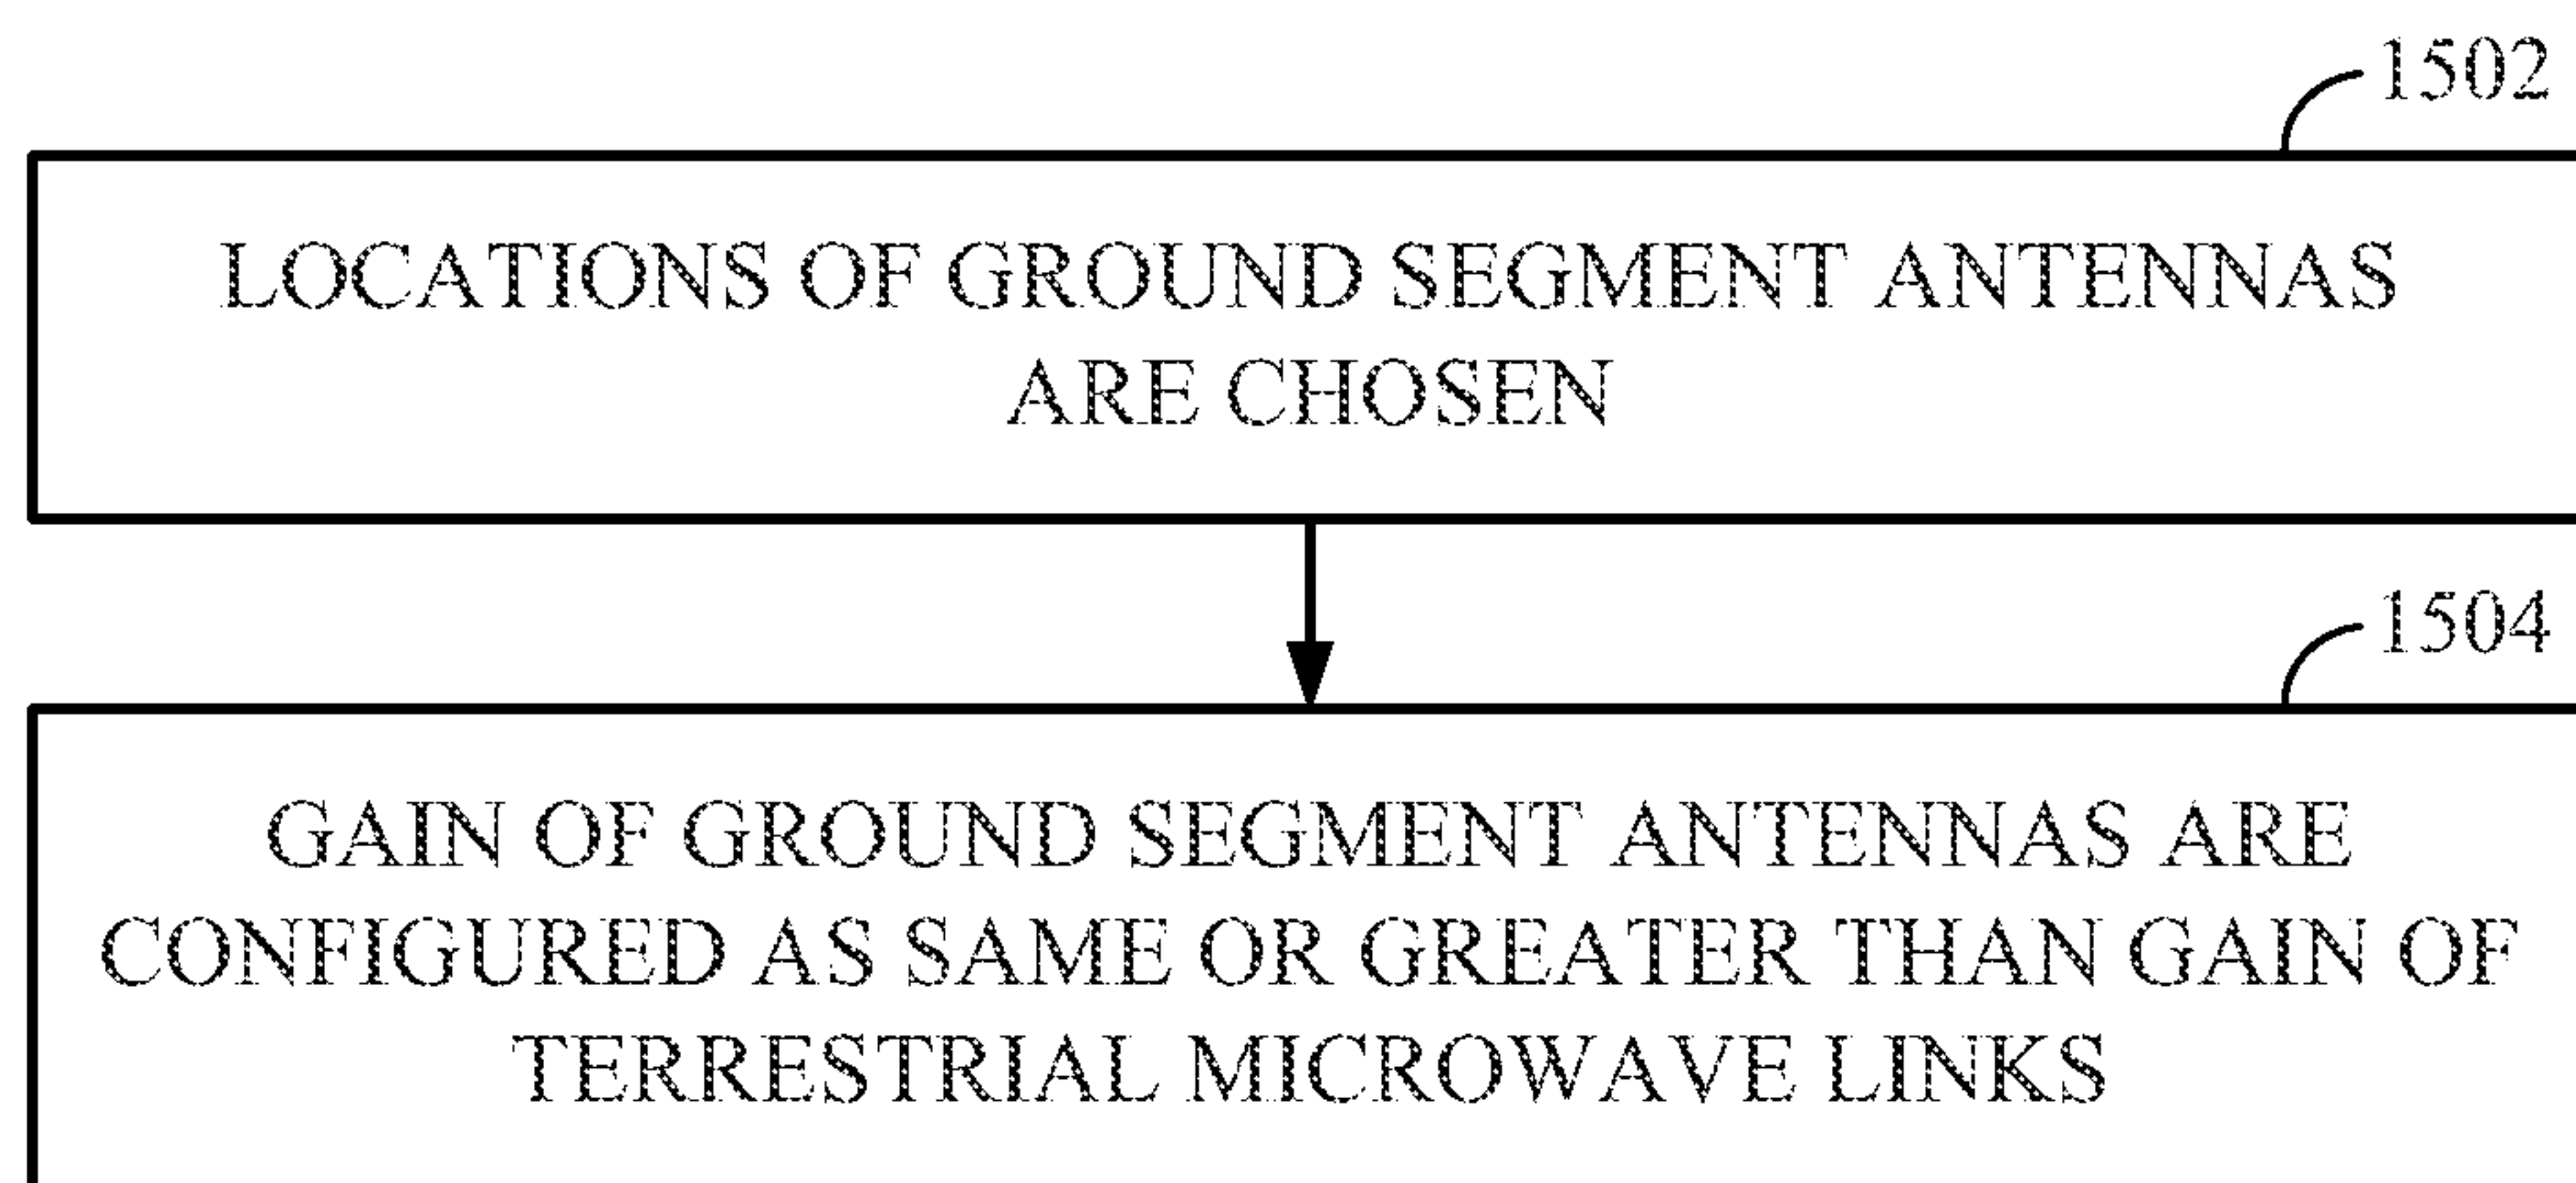 1502
LOCATIONS OF GROUND SEGMENT ANTENNAS
ARE CHOSEN
1504
GAIN OF GROUND SEGMENT ANTENNAS ARE
CONFIGURED AS SAME OR GREATER THAN GAIN OF
TERRESTRIAL MICROWAVE LINKS